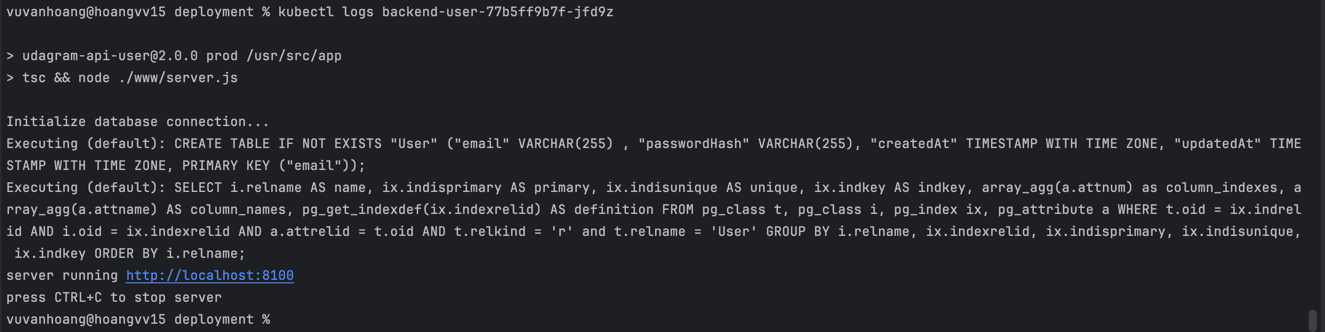 vuvanhoang@hoangvv15 deployment % kubectl logs backend-user-77b5ff9b7f-jfd9z
> udagram-api-user@2.0.0 prod /usr/src/app
> tsc && node ./www/server.js
Initialize database connection...
Executing (default): CREATE TABLE IF NOT EXISTS "User" ("email" VARCHAR(255) , "passwordHash" VARCHAR(255), "createdAt" TIMESTAMP WITH TIME ZONE, "updatedAt" TIME
STAMP WITH TIME ZONE, PRIMARY KEY ("email"));
Executing (default): SELECT i.relname AS name, ix.indisprimary AS primary, ix.indisunique AS unique, ix.indkey AS indkey, array_agg(a.attnum) as column_indexes, a
rray_agg(a.attname) AS column_names, pg_get_indexdef(ix.indexrelid) AS definition FROM pg_class t, pg_class i, pg_index ix, pg_attribute a WHERE t.oid = ix.indrel
id AND i.oid = ix.indexrelid AND a.attrelid = t.oid AND t.relkind = 'r' and t.relname = 'User' GROUP BY i.relname, ix.indexrelid, ix.indisprimary, ix.indisunique,
 ix.indkey ORDER BY i.relname;
server running http://localhost:8100
press CTRL+C to stop server
vuvanhoang@hoangvv15 deployment %